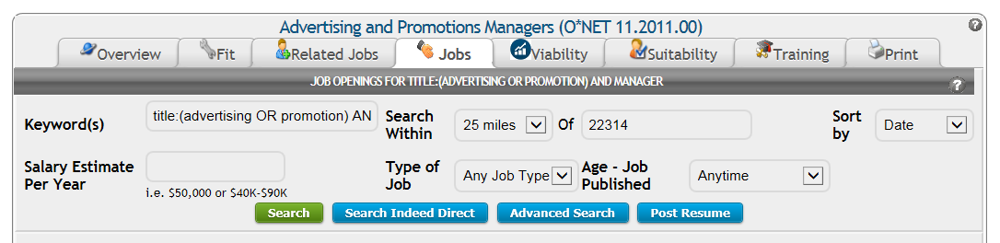 Advertising and Promotions Managers (O*NET 11.2011.00) ?
Overview Fit Related Jobs Jobs Viability Suitability Training Print
JOB OPENINGS FOR TITLE:(ADVERTISING OR PROMOTION) AND MANAGER ?
Keyword(s) title:(advertising OR promotion) AN Search Within 25 miles Of 22314 Sort by Date
Salary Estimate Per Year Type of Job Any Job Type Age - Job Published Anytime
i.e. $50,000 or $40K-$90K
Search Search Indeed Direct Advanced Search Post Resume